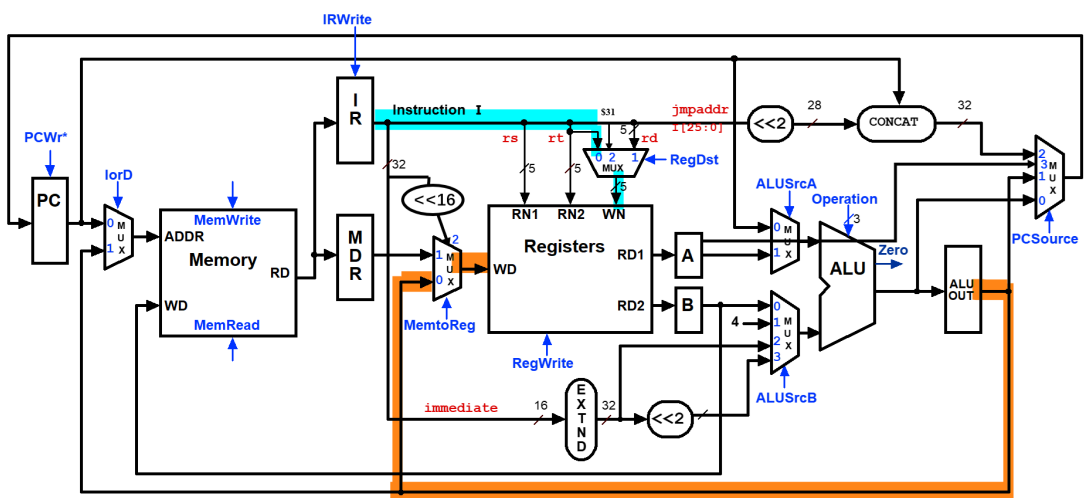 IRWrite
PCWr*
IorD
PC
0
M
U
X
1
MemWrite
ADDR
Memory
RD
WD
MemRead
I
R
M
D
R
Instruction I
32
<<16
2
1
M
U
X
0
MemtoReg
rs
rt
$31
5
rd
0 2 1
MUX
RegDst
5
5
5
RN1
RN2
WN
Registers
WD
RD1
RD2
RegWrite
A
B
jmpaddr
I[25:0]
<<2
28
CONCAT
32
ALUSrcA
0
M
U
X
1
Operation
3
ALU
Zero
4
0
1
M
U
2
X
3
ALUSrcB
ALU
OUT
2
3
M
1
U
X
0
PCSource
immediate
16
E
X
T
N
D
32
<<2